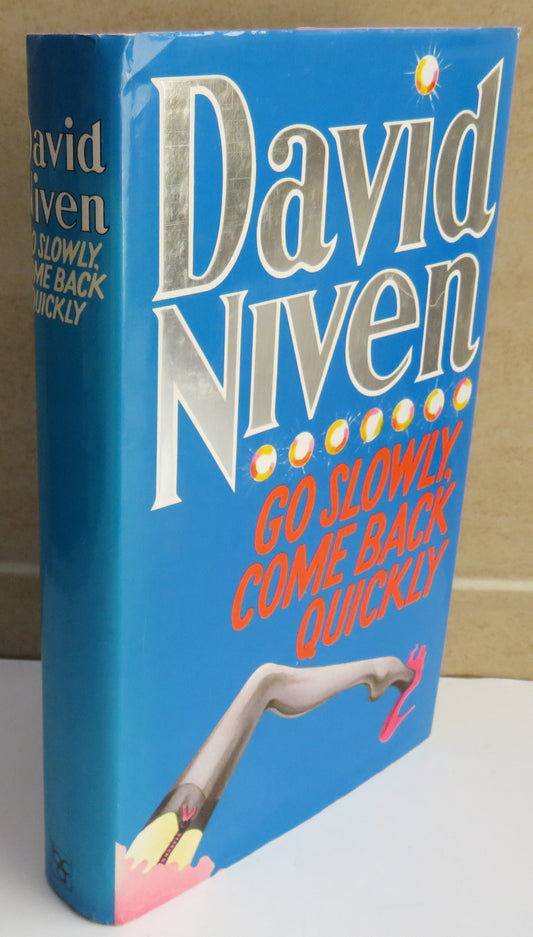 David
Niven
GO SLOWLY,
COME BACK
QUICKLY
David
Niven
GO SLOWLY,
COME BACK
QUICKLY